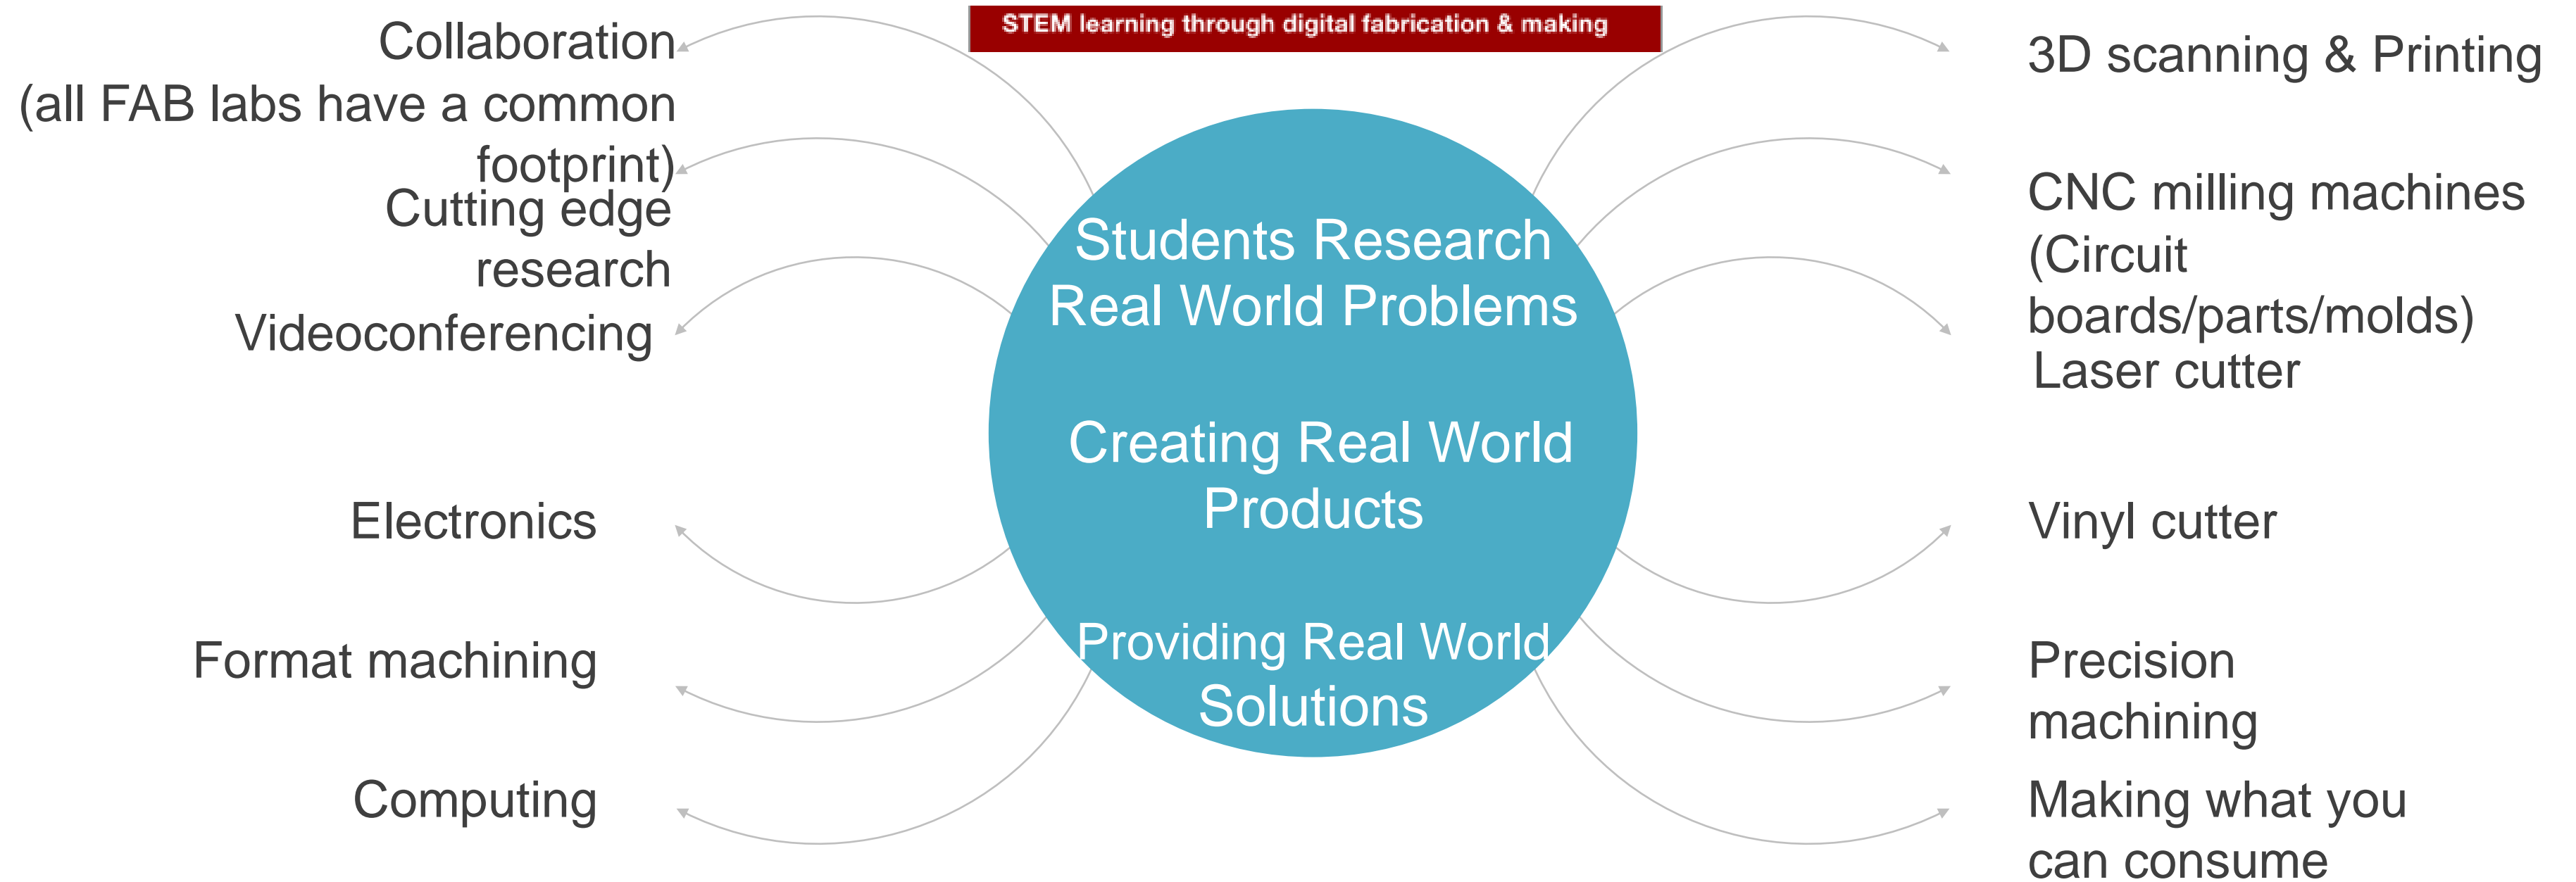 STEM learning through digital fabrication & making
Collaboration
(all FAB labs have a common
footprint)
Cutting edge
research
Videoconferencing
Electronics
Format machining
Computing
Students Research
Real World Problems
Creating Real World
Products
Providing Real World
Solutions
3D scanning & Printing
CNC milling machines
(Circuit
boards/parts/molds)
Laser cutter
Vinyl cutter
Precision
machining
Making what you
can consume